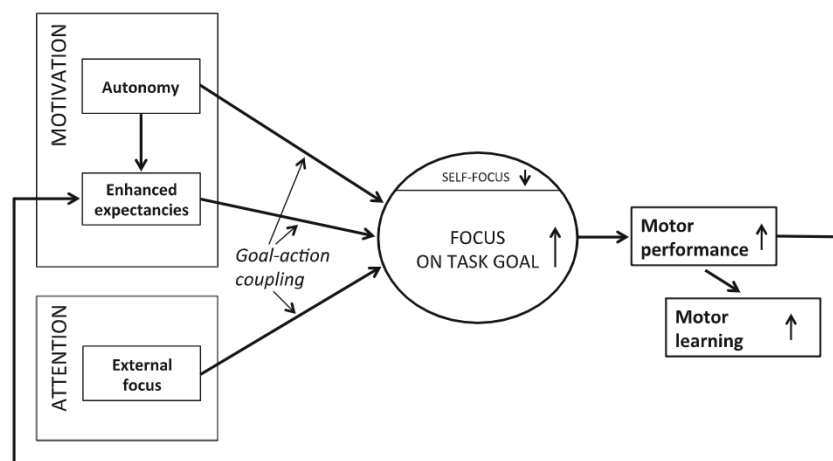 MOTIVATION
Autonomy
Enhanced
expectancies
Goal-action
coupling
ATTENTION
External
focus
SELF-FOCUS
FOCUS
ON TASK GOAL
Motor
performance
Motor
learning